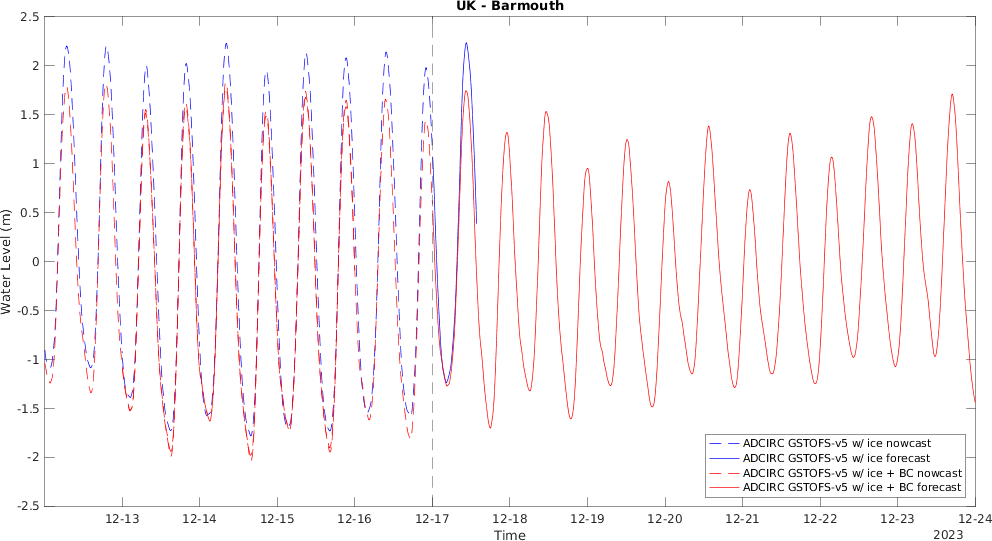 UK - Barmouth
2.5
2
1.5
1
0.5
0
-0.5
-1
-1.5
-2
-2.5
Water Level (m)
ADCIRC GSTOFS-v5 w/ ice nowcast
ADCIRC GSTOFS-v5 w/ ice forecast
ADCIRC GSTOFS-v5 w/ ice + BC nowcast
ADCIRC GSTOFS-v5 w/ ice + BC forecast
12-13 12-14 12-15 12-16 12-17 12-18 12-19 12-20 12-21 12-22 12-23 12-24
Time
2023